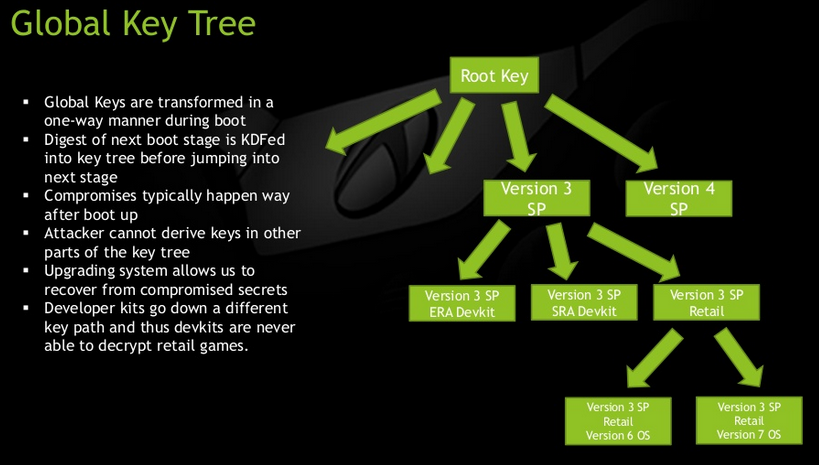 Global Key Tree
▪ Global Keys are transformed in a
one-way manner during boot
▪ Digest of next boot stage is KDFed
into key tree before jumping into
next stage
▪ Compromises typically happen way
after boot up
▪ Attacker cannot derive keys in other
parts of the key tree
▪ Upgrading system allows us to
recover from compromised secrets
▪ Developer kits go down a different
key path and thus devkits are never
able to decrypt retail games.
Root Key
Version 3
SP
Version 4
SP
Version 3 SP
ERA Devkit
Version 3 SP
SRA Devkit
Version 3 SP
Retail
Version 3 SP
Retail
Version 6 OS
Version 3 SP
Retail
Version 7 OS